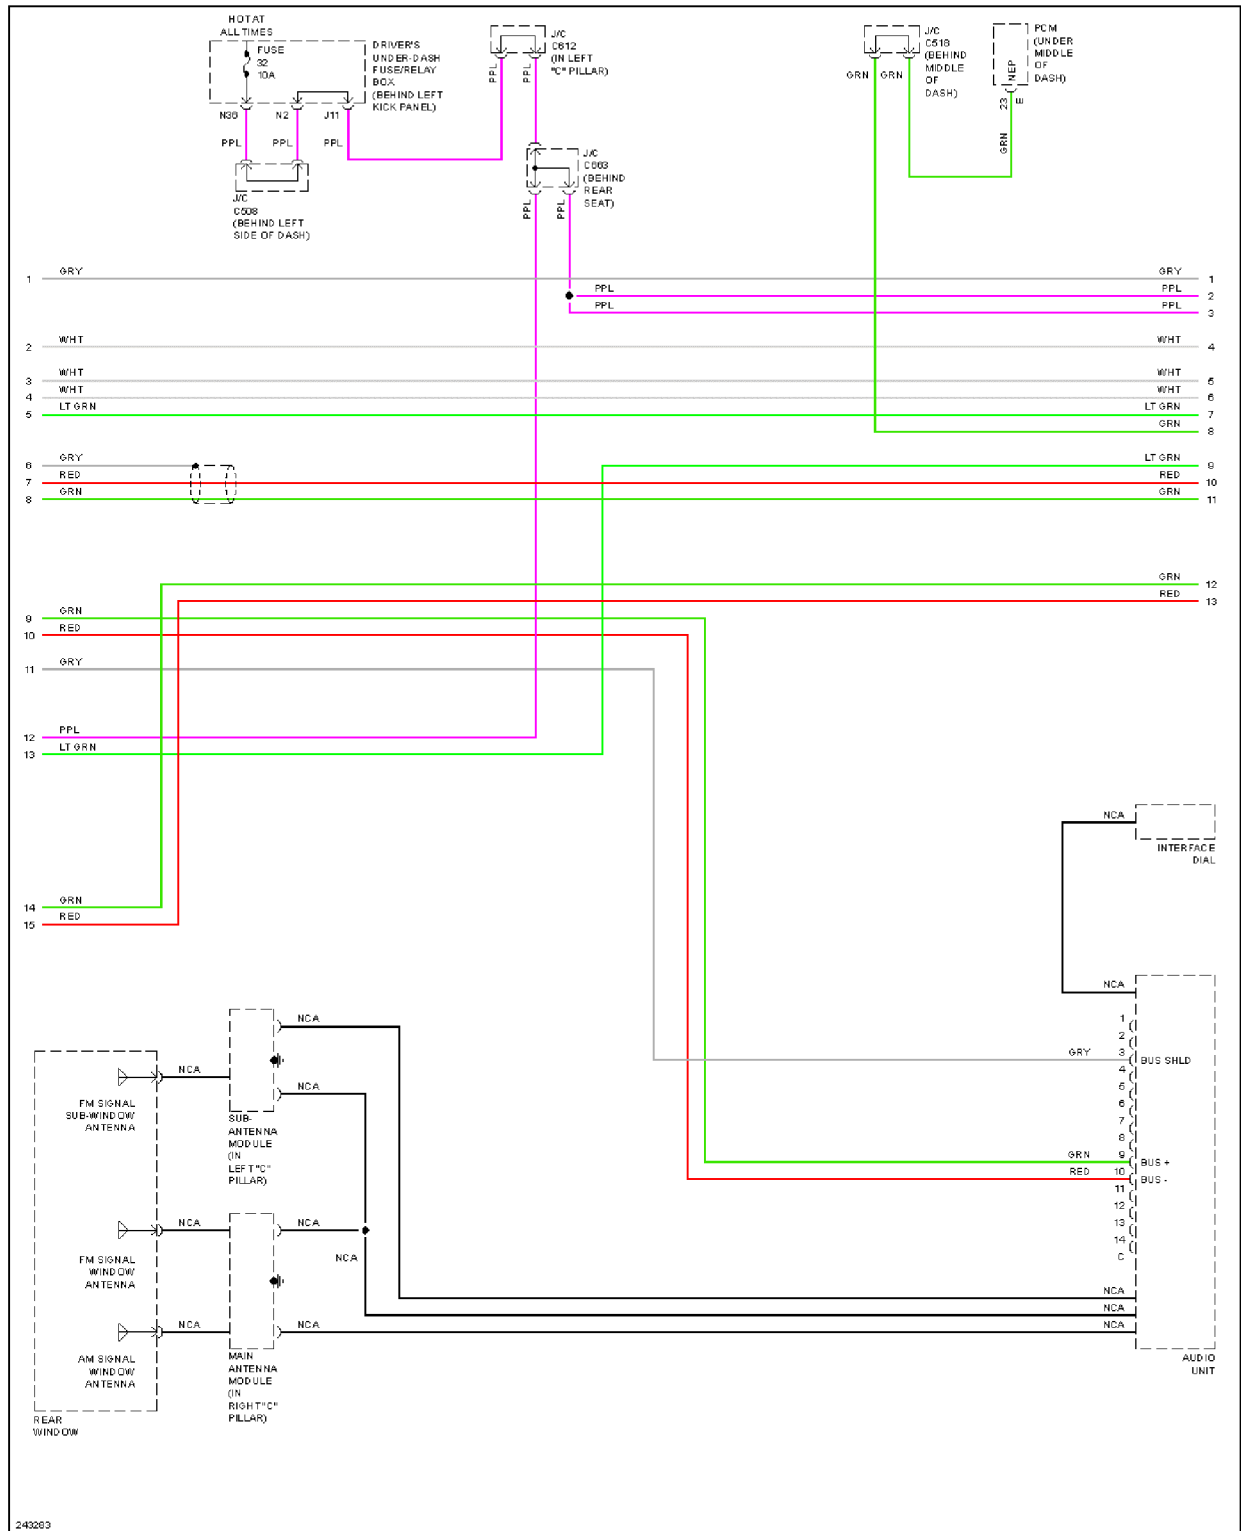 HOT AT
ALL TIMES
FUSE
32
10A
DRIVER'S
UNDER-DASH
FUSE/RELAY
BOX
(BEHIND LEFT
KICK PANEL)
N36
N2
J11
PPL
PPL
PPL
J/C
C508
(BEHIND LEFT
SIDE OF DASH)
J/C
C612
(IN LEFT
"C" PILLAR)
PPL
PPL
J/C
C663
(BEHIND
REAR
SEAT)
PPL
PPL
J/C
C518
(BEHIND
MIDDLE
OF
DASH)
GRN
GRN
PCM
(UNDER
MIDDLE
OF
DASH)
NEP
23
E
GRN
1 GRY GRY 1
PPL PPL 2
PPL PPL 3
2 WHT WHT 4
3 WHT WHT 5
4 WHT WHT 6
5 LT GRN LT GRN 7
GRN 8
6 GRY LT GRN 9
7 RED RED 10
8 GRN GRN 11
GRN 12
RED 13
9 GRN
10 RED
11 GRY
12 PPL
13 LT GRN
14 GRN
15 RED
NCA
INTERFACE
DIAL
NCA
1
2
GRY 3 BUS SHLD
4
5
6
7
8
GRN 9 BUS +
RED 10 BUS -
11
12
13
14
C
NCA
NCA
NCA
AUDIO
UNIT
NCA
NCA
NCA
FM SIGNAL
SUB-WINDOW
ANTENNA
SUB-
ANTENNA
MODULE
(IN
LEFT "C"
PILLAR)
NCA
NCA
NCA
FM SIGNAL
WINDOW
ANTENNA
NCA
NCA
AM SIGNAL
WINDOW
ANTENNA
MAIN
ANTENNA
MODULE
(IN
RIGHT "C"
PILLAR)
REAR
WINDOW
243283